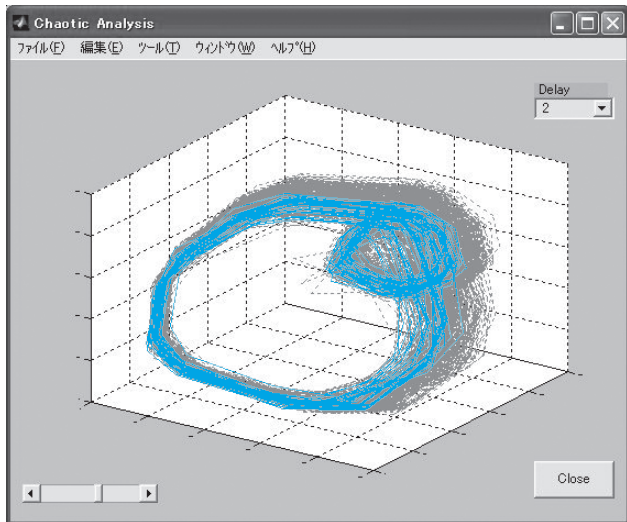 Chaotic Analysis
ﾌｧｲﾙ(F) 編集(E) ﾂｰﾙ(T) ｳｨﾝﾄﾞｳ(W) ﾍﾙﾌﾟ(H)
Delay
2
Close